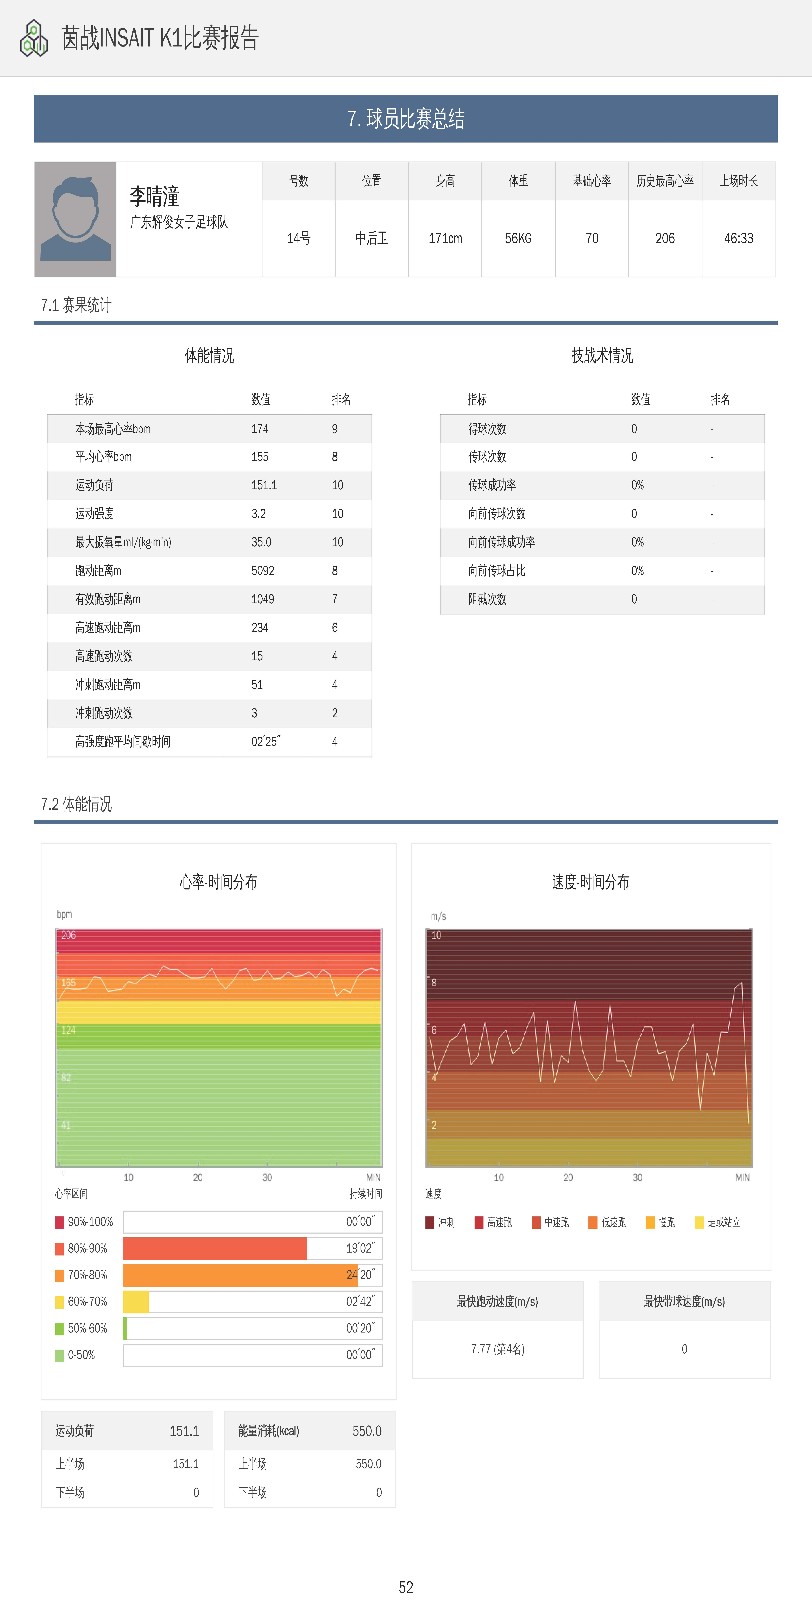 茵战INSAIT K1比赛报告
7. 球员比赛总结
李晴潼
广东辉骏女子足球队
号数 位置 身高 体重 基础心率 历史最高心率 上场时长
14号 中后卫 171cm 56KG 70 206 46:33
7.1 赛果统计
体能情况
指标 数值 排名
本场最高心率bpm 174 9
平均心率bpm 155 8
运动负荷 151.1 10
运动强度 3.2 10
最大摄氧量ml/(kg·min) 35.0 10
跑动距离m 5092 8
有效跑动距离m 1049 7
高速跑动距离m 234 6
高速跑动次数 15 4
冲刺跑动距离m 51 4
冲刺跑动次数 3 2
高强度跑平均间歇时间 02'25" 4
技战术情况
指标 数值 排名
得球次数 0 -
传球次数 0 -
传球成功率 0%
向前传球次数 0 -
向前传球成功率 0%
向前传球占比 0% -
阻截次数 0
7.2 体能情况
心率-时间分布
bpm
206
165
124
82
41
10 20 30 MIN
心率区间 持续时间
90%-100% 00'00"
80%-90% 19'02"
70%-80% 24'20"
60%-70% 02'42"
50%-60% 00'20"
0-50% 00'00"
速度-时间分布
m/s
10
8
6
4
2
10 20 30 MIN
速度
冲刺 高速跑 中速跑 低速跑 慢跑 走或站立
最快跑动速度(m/s) 最快带球速度(m/s)
7.77 (第4名) 0
运动负荷 151.1
上半场 151.1
下半场 0
能量消耗(kcal) 550.0
上半场 550.0
下半场 0
52